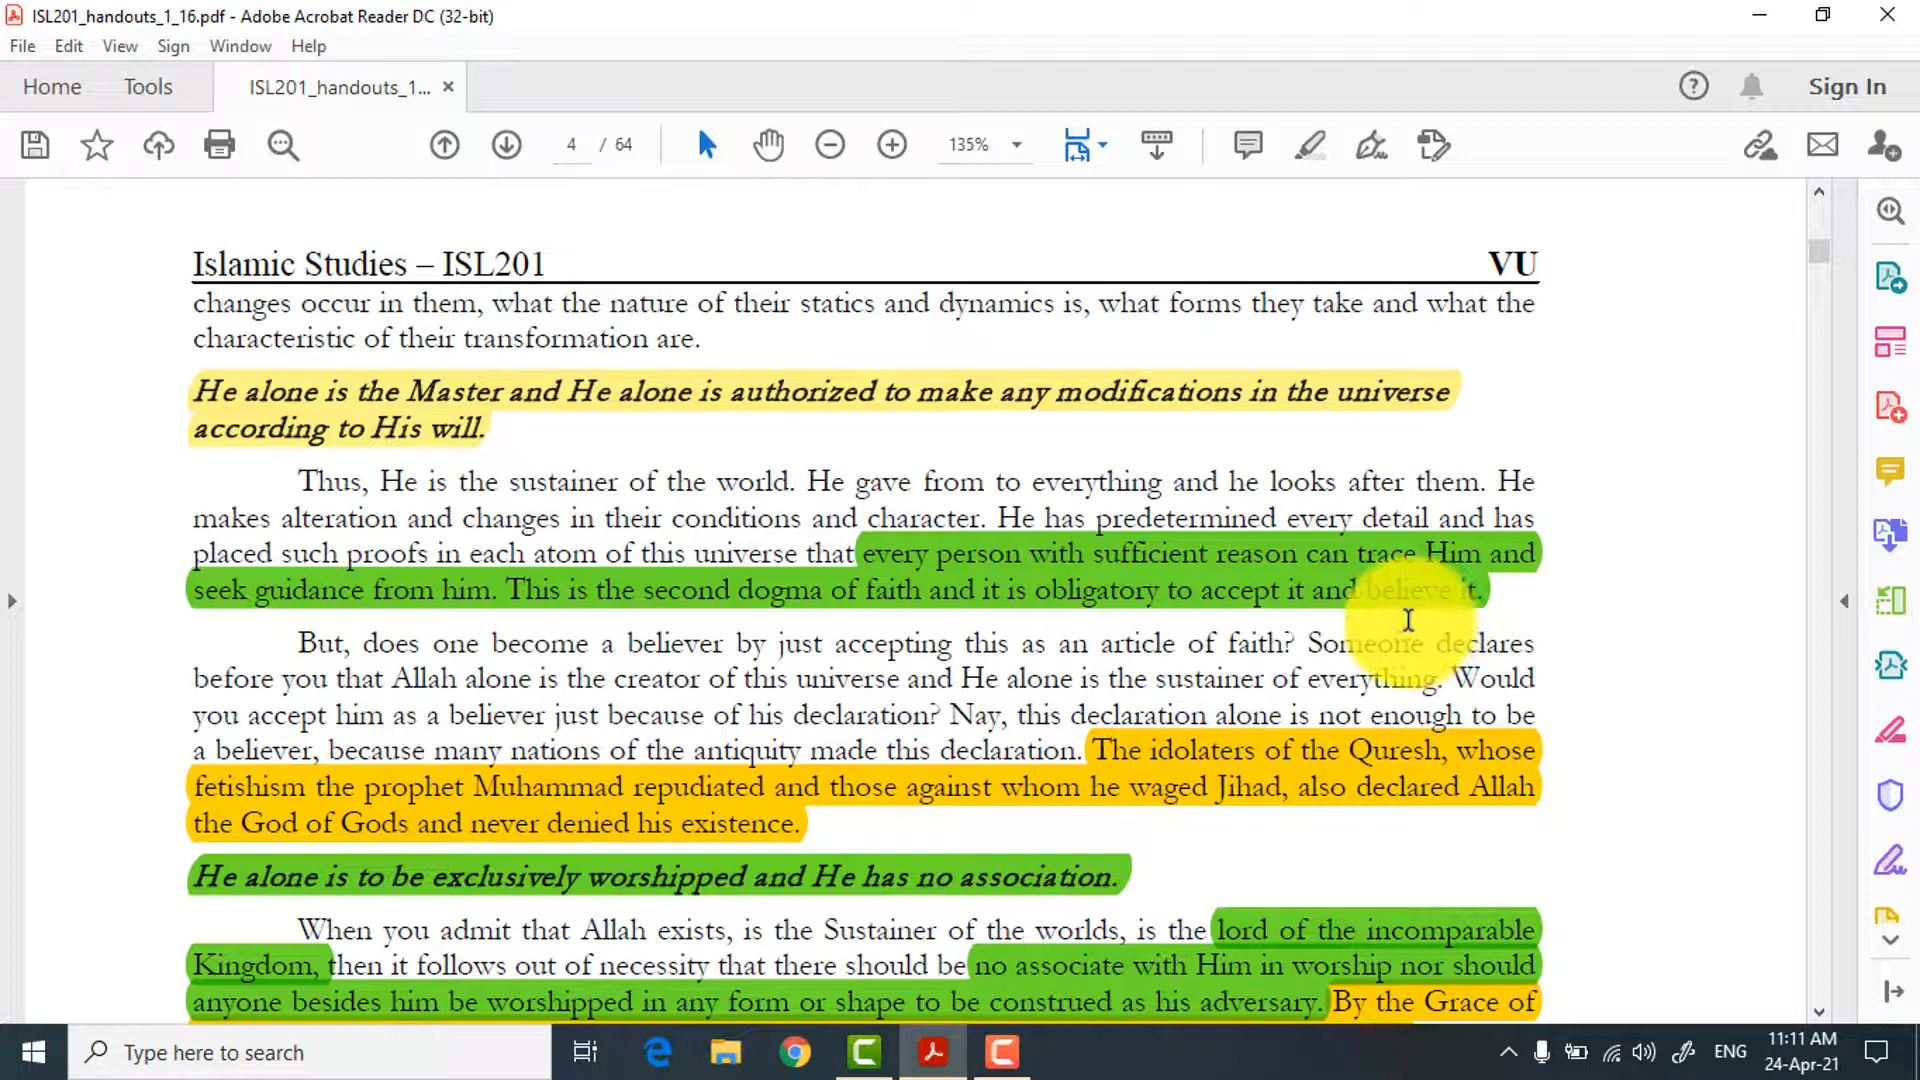 ISL201_handouts_1_16.pdf - Adobe Acrobat Reader DC (32-bit)
File Edit View Sign Window Help
Home Tools ISL201_handouts_1... × Sign In
4 / 64 135%
Islamic Studies – ISL201 VU
changes occur in them, what the nature of their statics and dynamics is, what forms they take and what the
characteristic of their transformation are.
He alone is the Master and He alone is authorized to make any modifications in the universe
according to His will.
Thus, He is the sustainer of the world. He gave from to everything and he looks after them. He
makes alteration and changes in their conditions and character. He has predetermined every detail and has
placed such proofs in each atom of this universe that every person with sufficient reason can trace Him and
seek guidance from him. This is the second dogma of faith and it is obligatory to accept it and believe it.
But, does one become a believer by just accepting this as an article of faith? Someone declares
before you that Allah alone is the creator of this universe and He alone is the sustainer of everything. Would
you accept him as a believer just because of his declaration? Nay, this declaration alone is not enough to be
a believer, because many nations of the antiquity made this declaration. The idolaters of the Quresh, whose
fetishism the prophet Muhammad repudiated and those against whom he waged Jihad, also declared Allah
the God of Gods and never denied his existence.
He alone is to be exclusively worshipped and He has no association.
When you admit that Allah exists, is the Sustainer of the worlds, is the lord of the incomparable
Kingdom, then it follows out of necessity that there should be no associate with Him in worship nor should
anyone besides him be worshipped in any form or shape to be construed as his adversary. By the Grace of
Type here to search
ENG
11:11 AM
24-Apr-21